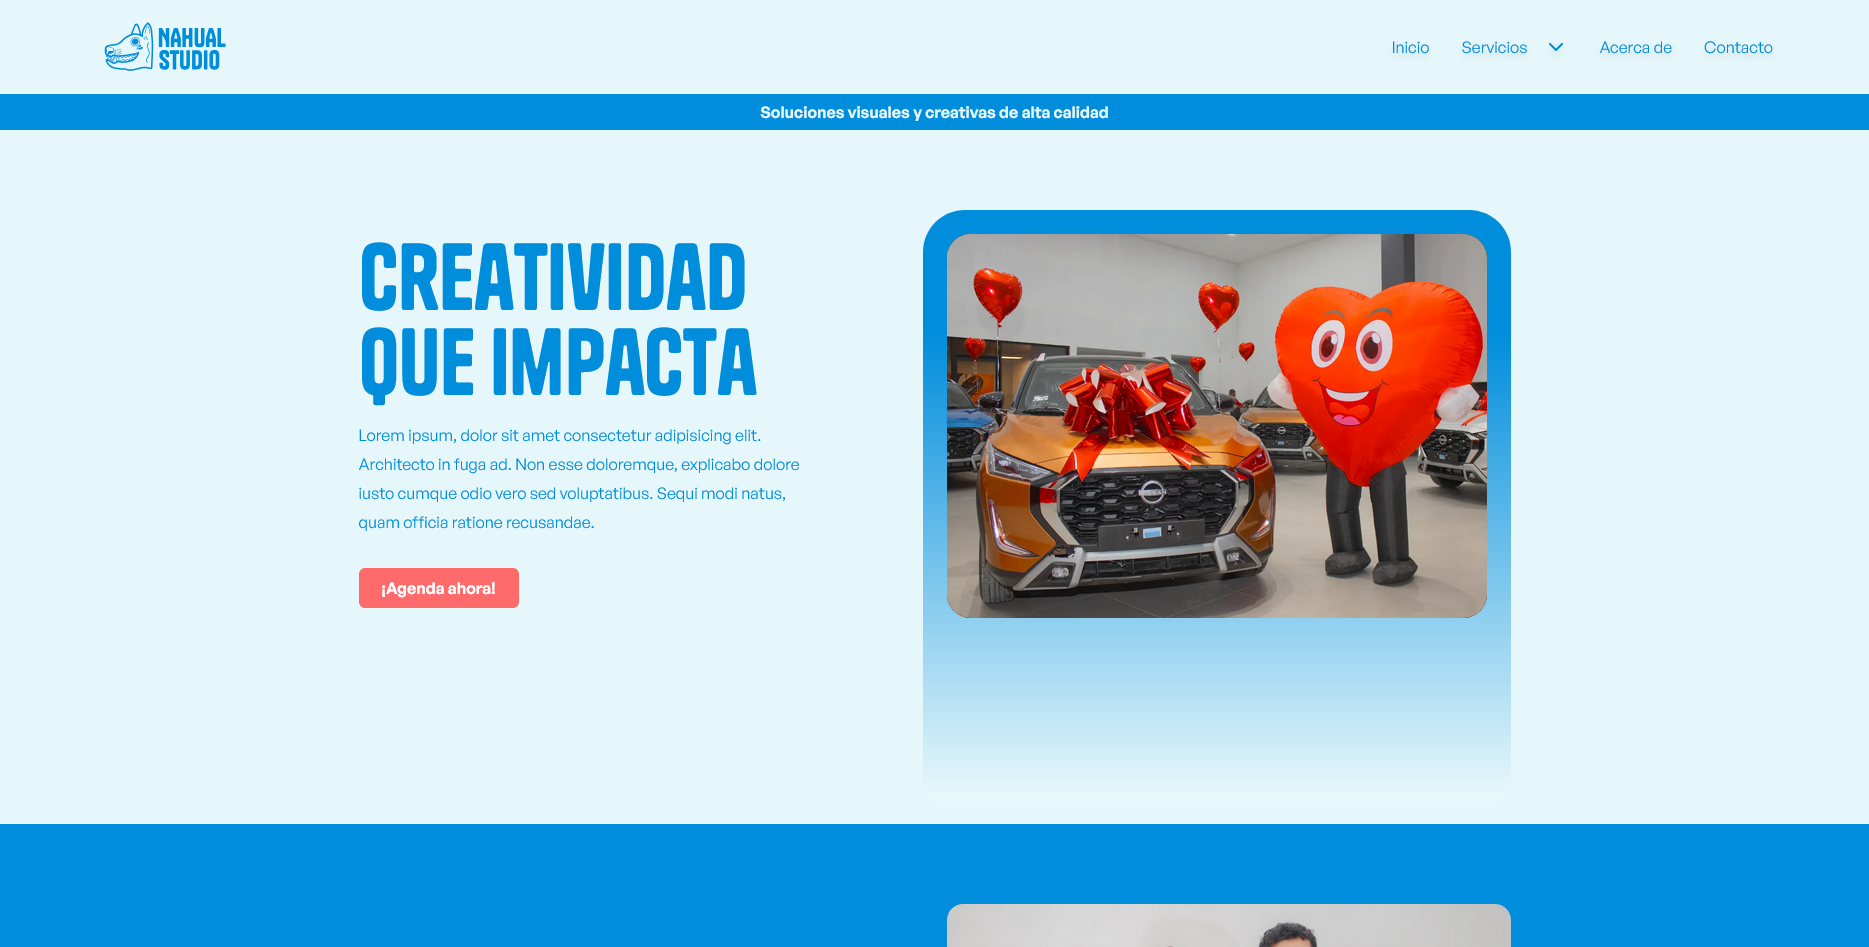 NAHUAL
STUDIO
Inicio
Servicios
Acerca de
Contacto
Soluciones visuales y creativas de alta calidad
CREATIVIDAD
QUE IMPACTA
Lorem ipsum, dolor sit amet consectetur adipisicing elit.
Architecto in fuga ad. Non esse doloremque, explicabo dolore
iusto cumque odio vero sed voluptatibus. Sequi modi natus,
quam officia ratione recusandae.
¡Agenda ahora!
NISSAN